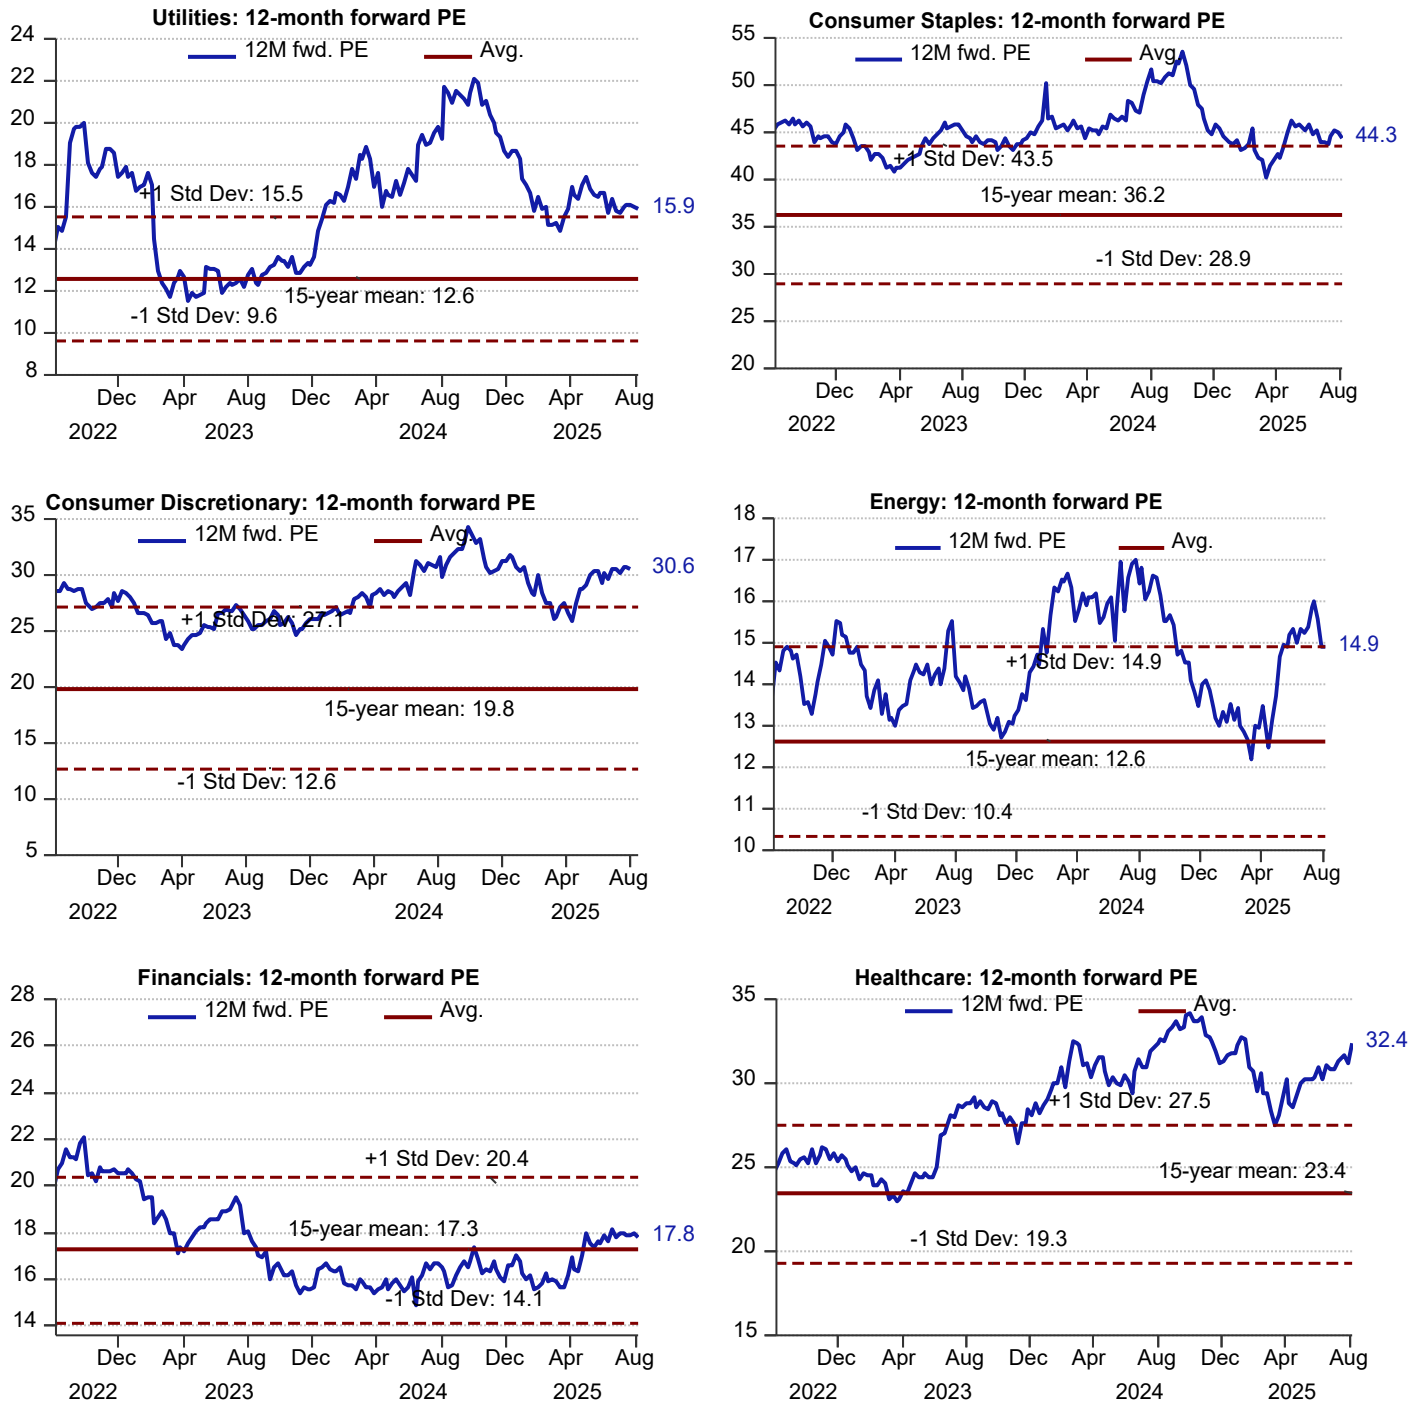 Utilities: 12-month forward PE
24
12M fwd. PE
Avg.
22
20
18
+1 Std Dev: 15.5
16
15.9
14
15-year mean: 12.6
12
-1 Std Dev: 9.6
10
8
Dec Apr Aug Dec Apr Aug Dec Apr Aug
2022 2023 2024 2025
Consumer Staples: 12-month forward PE
55
12M fwd. PE
Avg.
50
45
44.3
+1 Std Dev: 43.5
40
15-year mean: 36.2
35
-1 Std Dev: 28.9
30
25
20
Dec Apr Aug Dec Apr Aug Dec Apr Aug
2022 2023 2024 2025
Consumer Discretionary: 12-month forward PE
35
12M fwd. PE
Avg.
30
30.6
+1 Std Dev: 27.1
25
20
15-year mean: 19.8
15
-1 Std Dev: 12.6
10
5
Dec Apr Aug Dec Apr Aug Dec Apr Aug
2022 2023 2024 2025
Energy: 12-month forward PE
18
12M fwd. PE
Avg.
17
16
15
14.9
+1 Std Dev: 14.9
14
13
15-year mean: 12.6
12
11
-1 Std Dev: 10.4
10
Dec Apr Aug Dec Apr Aug Dec Apr Aug
2022 2023 2024 2025
Financials: 12-month forward PE
28
12M fwd. PE
Avg.
26
24
22
+1 Std Dev: 20.4
20
15-year mean: 17.3
18
17.8
16
-1 Std Dev: 14.1
14
Dec Apr Aug Dec Apr Aug Dec Apr Aug
2022 2023 2024 2025
Healthcare: 12-month forward PE
35
12M fwd. PE
Avg.
32.4
30
+1 Std Dev: 27.5
25
15-year mean: 23.4
-1 Std Dev: 19.3
20
15
Dec Apr Aug Dec Apr Aug Dec Apr Aug
2022 2023 2024 2025